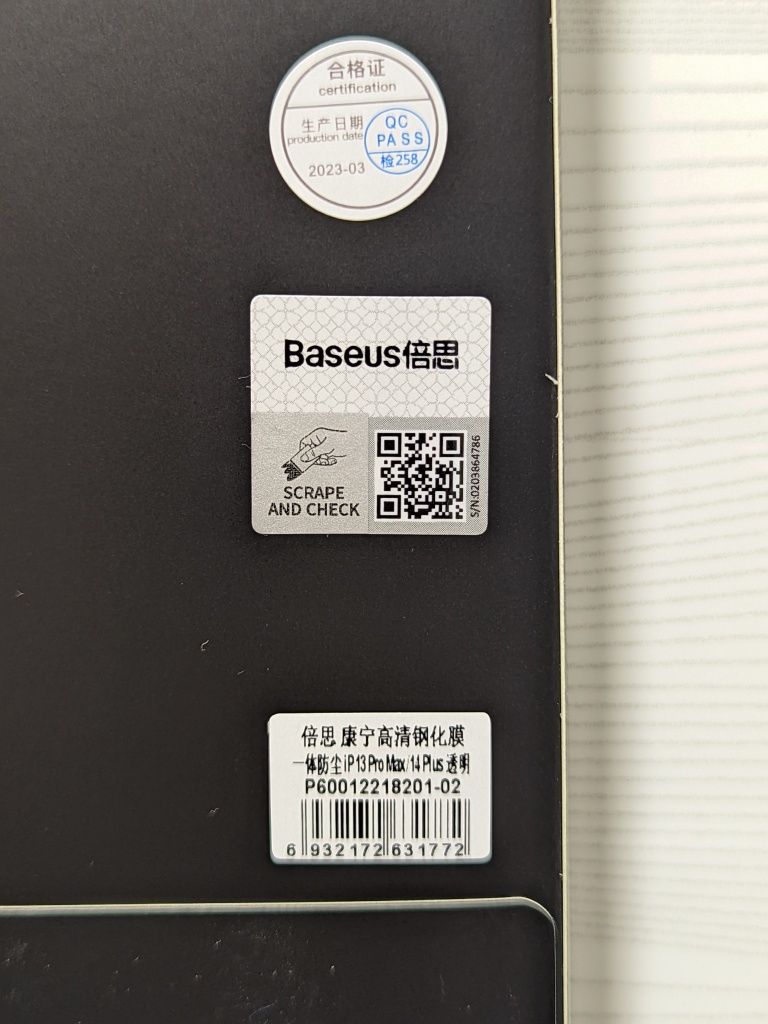 合格证
certification
生产日期
production date
2023-03
QC
PASS
检258
Baseus倍思
SCRAPE
AND CHECK
S/N:0203864786
倍思 康宁高清钢化膜
一体防尘 iP13 Pro Max/14 Plus 透明
P60012218201-02
6 932172 631772